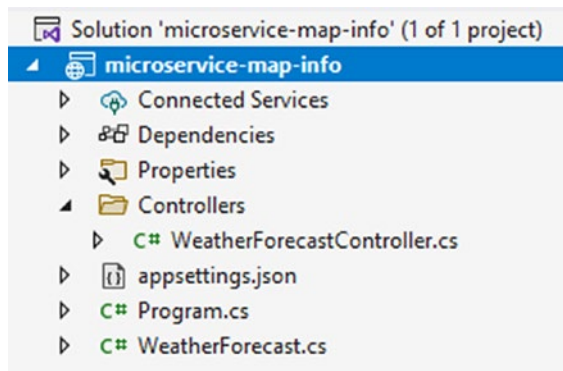 Solution 'microservice-map-info' (1 of 1 project)
microservice-map-info
Connected Services
Dependencies
Properties
Controllers
C# WeatherForecastController.cs
appsettings.json
C# Program.cs
C# WeatherForecast.cs